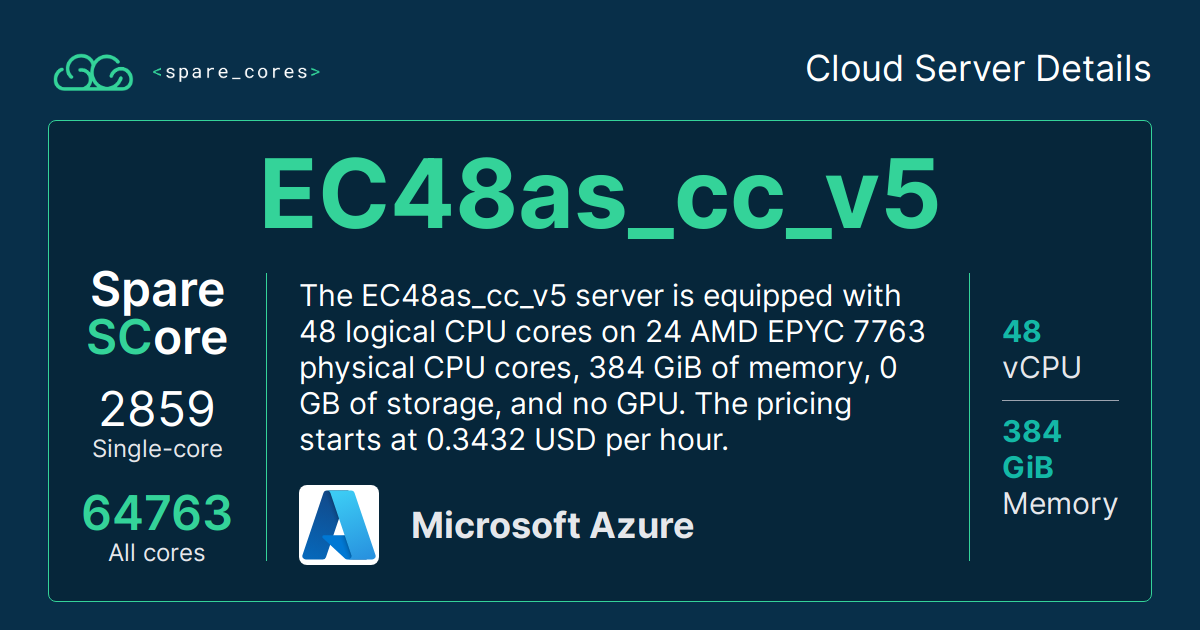 <spare_cores>
Cloud Server Details
EC48as_cc_v5
Spare
SCore
2859
Single-core
64763
All cores
The EC48as_cc_v5 server is equipped with
48 logical CPU cores on 24 AMD EPYC 7763
physical CPU cores, 384 GiB of memory, 0
GB of storage, and no GPU. The pricing
starts at 0.3432 USD per hour.
Microsoft Azure
48
vCPU
384
GiB
Memory